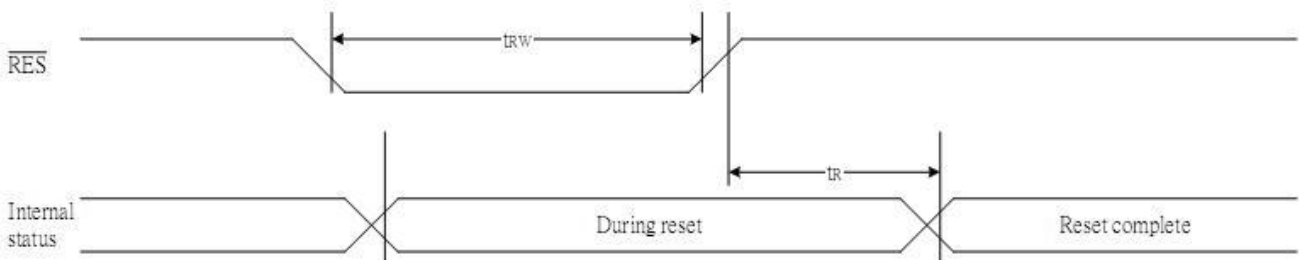 tRW
RES
tR
Internal
status
During reset
Reset complete